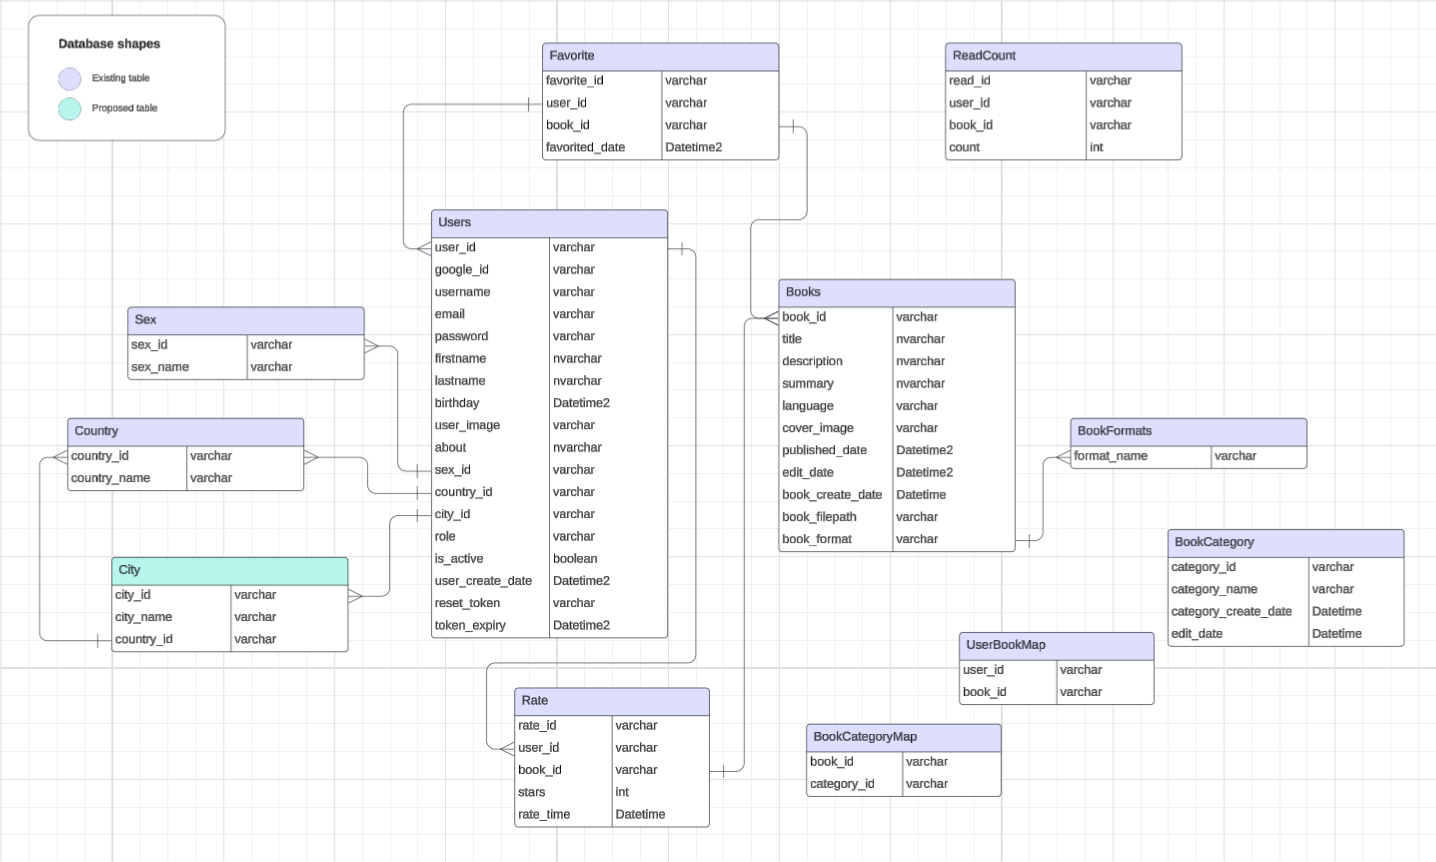 Database shapes
Existing table
Proposed table
Favorite
favorite_id varchar
user_id varchar
book_id varchar
favorited_date Datetime2
ReadCount
read_id varchar
user_id varchar
book_id varchar
count int
Users
user_id varchar
google_id varchar
username varchar
email varchar
password varchar
firstname nvarchar
lastname nvarchar
birthday Datetime2
user_image varchar
about nvarchar
sex_id varchar
country_id varchar
city_id varchar
role varchar
is_active boolean
user_create_date Datetime2
reset_token varchar
token_expiry Datetime2
Books
book_id varchar
title nvarchar
description nvarchar
summary nvarchar
language varchar
cover_image varchar
published_date Datetime2
edit_date Datetime2
book_create_date Datetime
book_filepath varchar
book_format varchar
Sex
sex_id varchar
sex_name varchar
Country
country_id varchar
country_name varchar
BookFormats
format_name varchar
City
city_id varchar
city_name varchar
country_id varchar
BookCategory
category_id varchar
category_name varchar
category_create_date Datetime
edit_date Datetime
UserBookMap
user_id varchar
book_id varchar
Rate
rate_id varchar
user_id varchar
book_id varchar
stars int
rate_time Datetime
BookCategoryMap
book_id varchar
category_id varchar